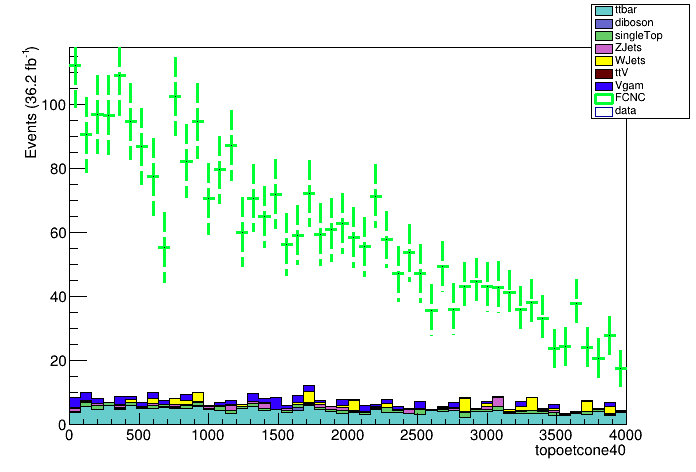 ttbar
diboson
singleTop
ZJets
WJets
ttV
Vgam
FCNC
data
Events (36.2 fb⁻¹)
100
80
60
40
20
0
0 500 1000 1500 2000 2500 3000 3500 4000
topoetcone40